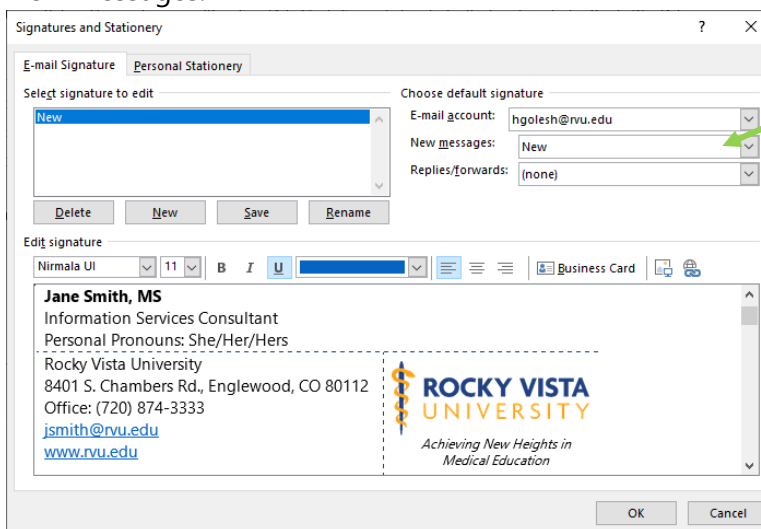 Signatures and Stationery ? X
E-mail Signature Personal Stationery
Select signature to edit
New
Delete New Save Rename
Choose default signature
E-mail account: hgolesh@rvu.edu
New messages: New
Replies/forwards: (none)
Edit signature
Nirmala UI 11 B I U Business Card
Jane Smith, MS
Information Services Consultant
Personal Pronouns: She/Her/Hers
Rocky Vista University
8401 S. Chambers Rd., Englewood, CO 80112
Office: (720) 874-3333
jsmith@rvu.edu
www.rvu.edu
ROCKY VISTA
UNIVERSITY
Achieving New Heights in
Medical Education
OK Cancel